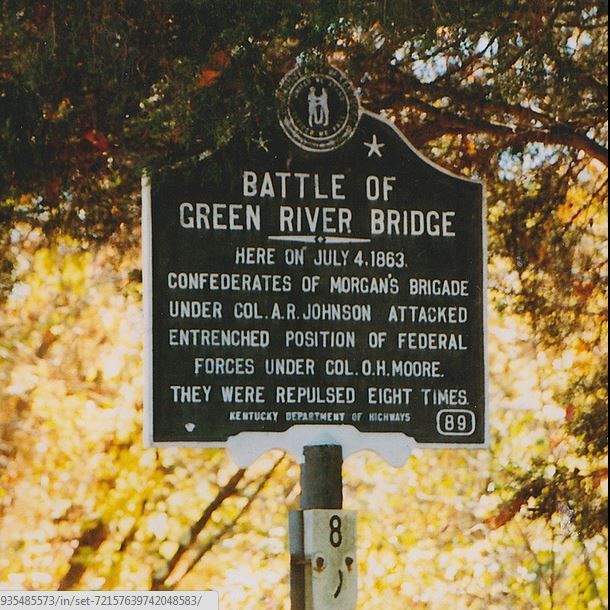 BATTLE OF
GREEN RIVER BRIDGE
HERE ON JULY 4, 1863,
CONFEDERATES OF MORGAN'S BRIGADE
UNDER COL. A. R. JOHNSON ATTACKED
ENTRENCHED POSITION OF FEDERAL
FORCES UNDER COL. O. H. MOORE.
THEY WERE REPULSED EIGHT TIMES.
KENTUCKY DEPARTMENT OF HIGHWAYS
89
8
935485573/in/set-72157639742048583/